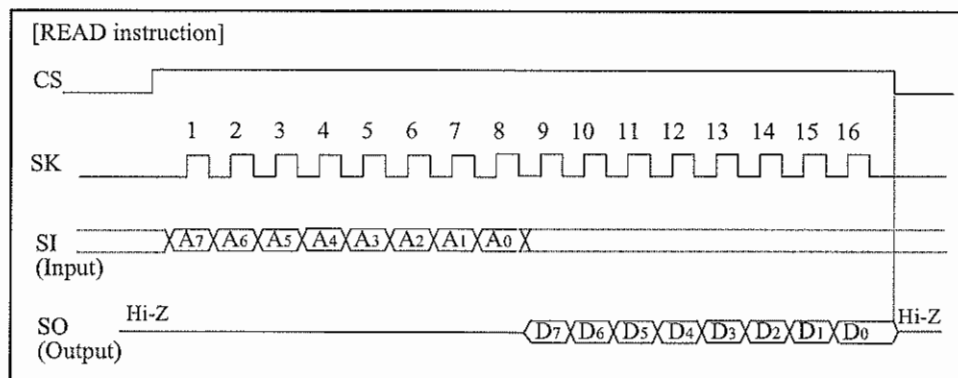 [READ instruction]
CS
1 2 3 4 5 6 7 8 9 10 11 12 13 14 15 16
SK
SI A7 A6 A5 A4 A3 A2 A1 A0
(Input)
Hi-Z
SO D7 D6 D5 D4 D3 D2 D1 D0 Hi-Z
(Output)